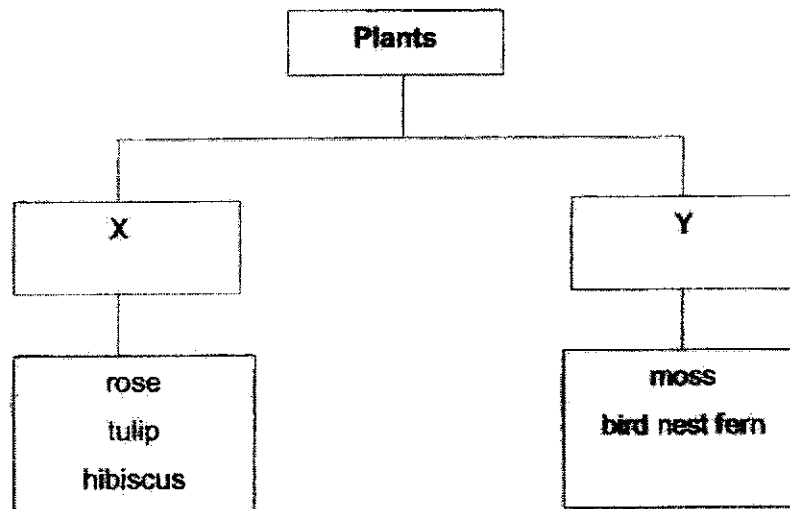 Plants
X
Y
rose
tulip
hibiscus
moss
bird nest fern